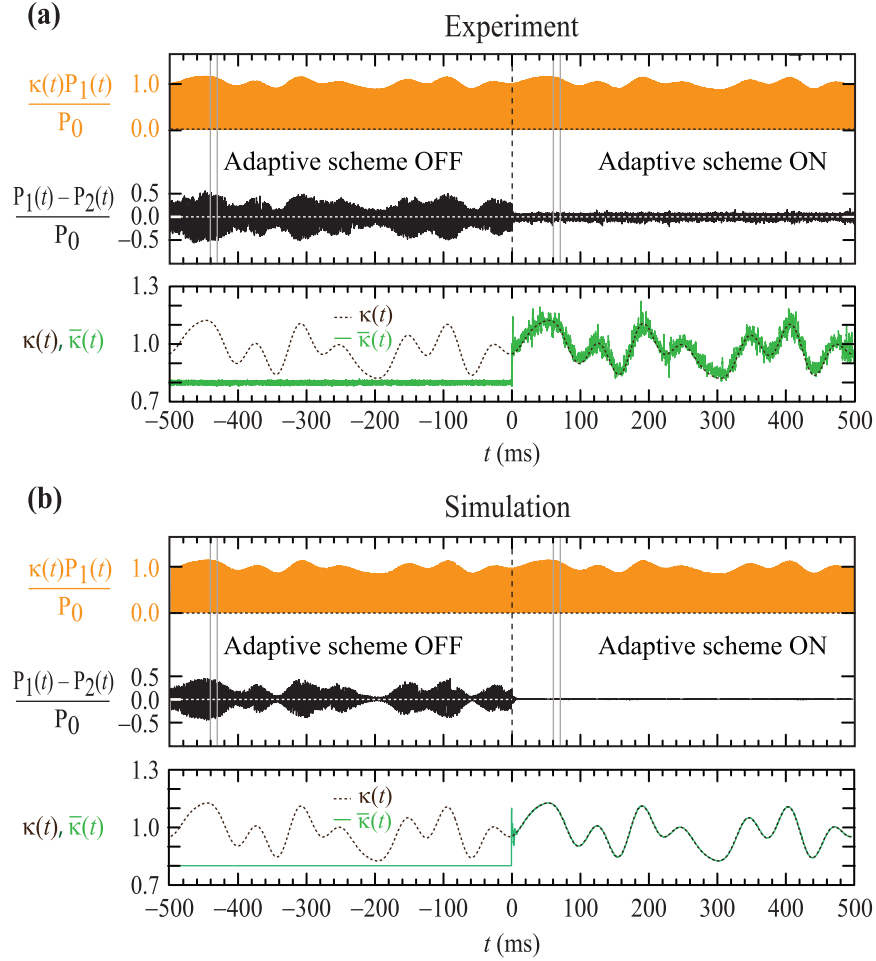 (a)
Experiment
κ(t)P1(t)
P0
1.0
0.0
Adaptive scheme OFF
Adaptive scheme ON
P1(t) – P2(t)
P0
0.5
0.0
–0.5
1.3
1.0
0.7
κ(t), κ̅(t)
κ(t)
κ̅(t)
–500 –400 –300 –200 –100 0 100 200 300 400 500
t (ms)
(b)
Simulation
κ(t)P1(t)
P0
1.0
0.0
Adaptive scheme OFF
Adaptive scheme ON
P1(t) – P2(t)
P0
0.5
0.0
–0.5
1.3
1.0
0.7
κ(t), κ̅(t)
κ(t)
κ̅(t)
–500 –400 –300 –200 –100 0 100 200 300 400 500
t (ms)